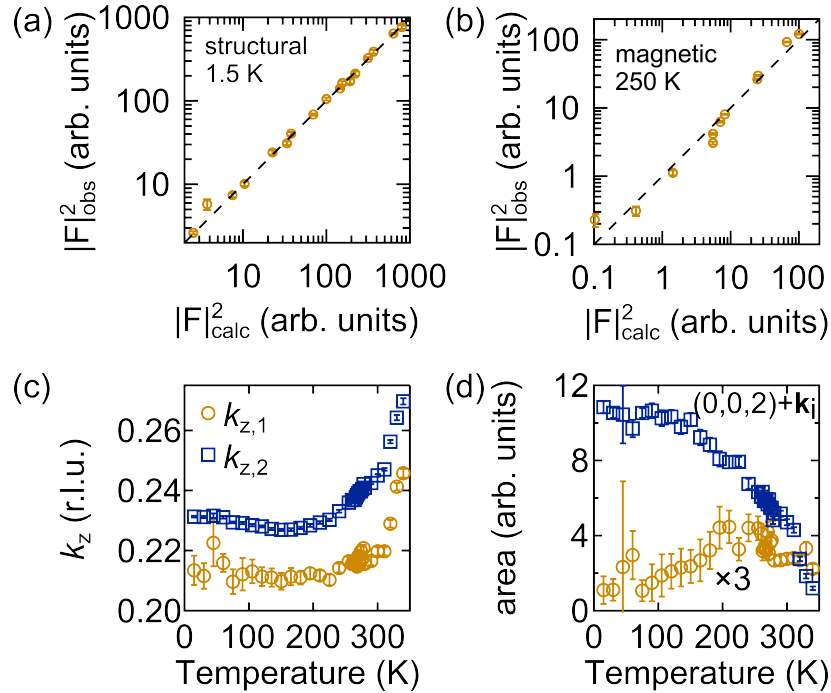 (a)
structural
1.5 K
|F|²obs (arb. units)
1000
100
10
10
100
1000
|F|²calc (arb. units)
(b)
magnetic
250 K
|F|²obs (arb. units)
100
10
1
0.1
0.1
1
10
100
|F|²calc (arb. units)
(c)
kz,1
kz,2
kz (r.l.u.)
0.26
0.24
0.22
0.20
0
100
200
300
Temperature (K)
(d)
(0,0,2)+ki
×3
area (arb. units)
12
8
4
0
0
100
200
300
Temperature (K)